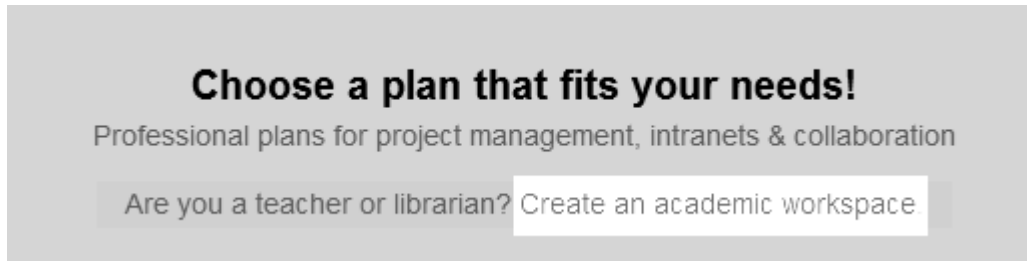 Choose a plan that fits your needs!
Professional plans for project management, intranets & collaboration
Are you a teacher or librarian? Create an academic workspace.